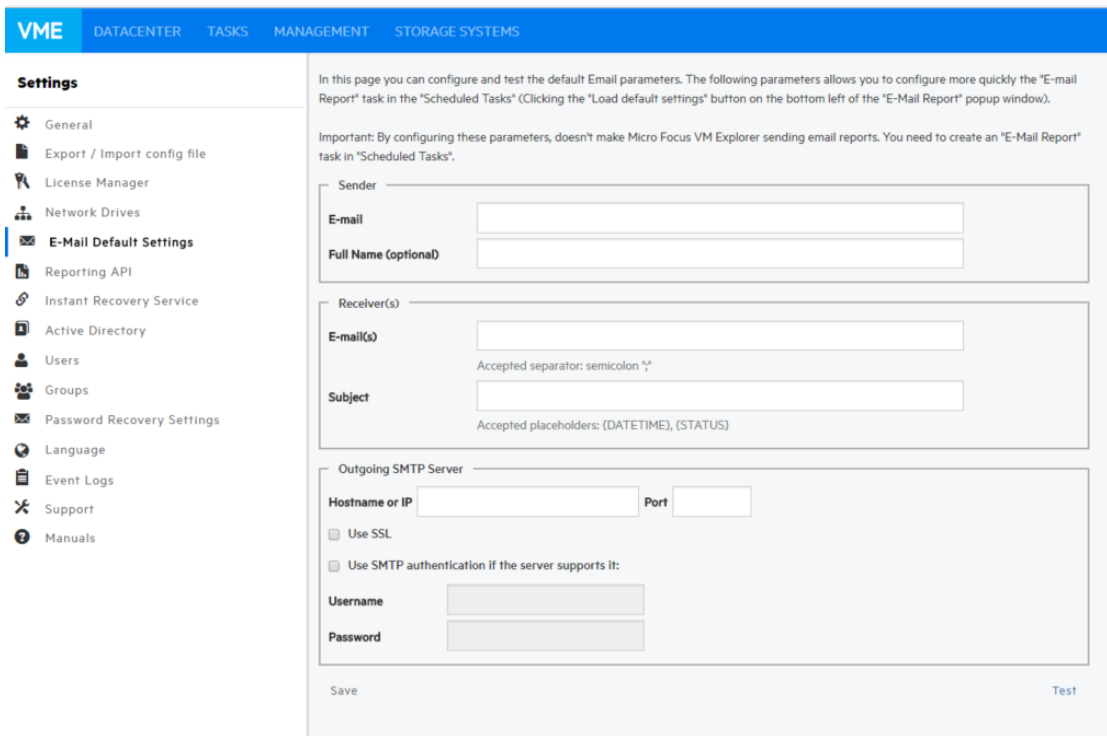 VME DATACENTER TASKS MANAGEMENT STORAGE SYSTEMS
Settings
General
Export / Import config file
License Manager
Network Drives
E-Mail Default Settings
Reporting API
Instant Recovery Service
Active Directory
Users
Groups
Password Recovery Settings
Language
Event Logs
Support
Manuals
In this page you can configure and test the default Email parameters. The following parameters allows you to configure more quickly the "E-mail
Report" task in the "Scheduled Tasks" (Clicking the "Load default settings" button on the bottom left of the "E-Mail Report" popup window).
Important: By configuring these parameters, doesn't make Micro Focus VM Explorer sending email reports. You need to create an "E-Mail Report"
task in "Scheduled Tasks".
Sender
E-mail
Full Name (optional)
Receiver(s)
E-mail(s)
Accepted separator: semicolon ";"
Subject
Accepted placeholders: {DATETIME}, {STATUS}
Outgoing SMTP Server
Hostname or IP Port
Use SSL
Use SMTP authentication if the server supports it:
Username
Password
Save Test